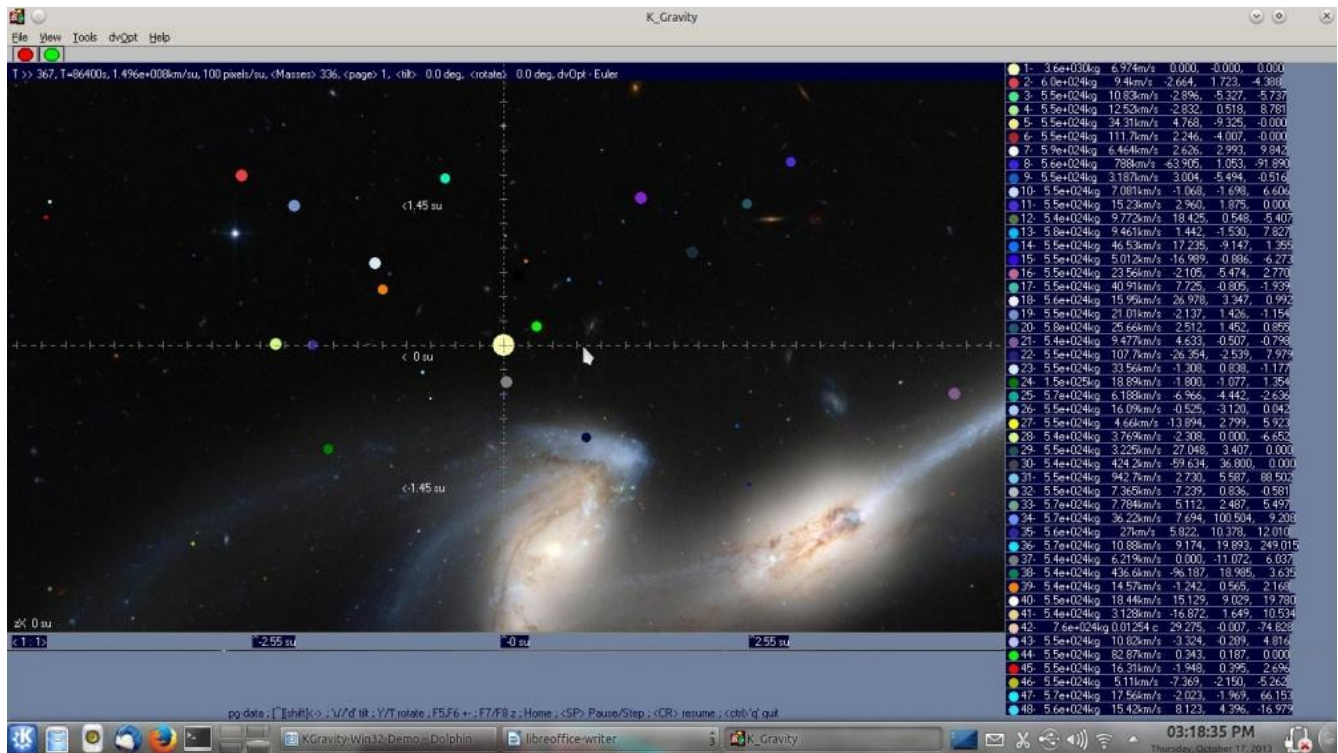 K_Gravity
File View Tools dvOpt Help
T >> 367, T=86400s, 1.496e+008km/su, 100 pixels/su, <Masses> 336, <page> 1, <tilt> 0.0 deg, <rotate> 0.0 deg, dvOpt - Euler
<1.45 su
< 0 su
<-1.45 su
zX 0 su
< 1 : 1>
^-2.55 su
^-0 su
^2.55 su
1- 3.6e+030kg 6.974m/s 0.000, -0.000, 0.000
2- 6.0e+024kg 9.4km/s -2.664, 1.723, -4.388
3- 5.5e+024kg 10.83km/s -2.896, -5.327, -5.737
4- 5.5e+024kg 12.52km/s -2.832, 0.518, 8.781
5- 5.5e+024kg 34.31km/s 4.768, -9.325, -0.000
6- 5.5e+024kg 111.7km/s 2.246, -4.007, -0.000
7- 5.9e+024kg 6.464km/s 2.626, 2.993, 9.842
8- 5.6e+024kg 788km/s -63.905, 1.053, -91.890
9- 5.5e+024kg 3.187km/s 3.004, -5.494, -0.516
10- 5.5e+024kg 7.081km/s -1.068, -1.698, 6.606
11- 5.5e+024kg 15.23km/s 2.960, 1.875, 0.000
12- 5.4e+024kg 9.772km/s 18.425, 0.548, -5.407
13- 5.8e+024kg 9.461km/s 1.442, -1.530, 7.827
14- 5.5e+024kg 46.53km/s 17.235, -9.147, 1.355
15- 5.5e+024kg 5.012km/s -16.989, -0.886, -6.273
16- 5.5e+024kg 23.56km/s -2.105, -5.474, 2.770
17- 5.5e+024kg 40.91km/s 7.725, -0.805, -1.939
18- 5.6e+024kg 15.95km/s 26.978, 3.347, 0.992
19- 5.5e+024kg 21.01km/s -2.137, 1.426, -1.154
20- 5.8e+024kg 25.66km/s 2.512, 1.452, 0.855
21- 5.4e+024kg 9.477km/s 4.633, -0.507, -0.798
22- 5.5e+024kg 107.7km/s -26.354, -2.539, 7.979
23- 5.5e+024kg 33.56km/s -1.308, 0.838, -1.177
24- 1.5e+025kg 18.89km/s -1.800, -1.077, 1.354
25- 5.7e+024kg 6.188km/s -6.966, -4.442, -2.636
26- 5.5e+024kg 16.09km/s -0.525, -3.120, 0.042
27- 5.5e+024kg 4.66km/s -13.894, 2.799, 5.923
28- 5.4e+024kg 3.769km/s -2.308, 0.000, -6.652
29- 5.5e+024kg 3.225km/s 27.048, 3.407, 0.000
30- 5.4e+024kg 424.2km/s -59.634, 36.800, 0.000
31- 5.5e+024kg 942.7km/s 2.730, 5.587, 88.502
32- 5.5e+024kg 7.365km/s -7.239, 0.836, -0.581
33- 5.7e+024kg 7.784km/s 5.112, 2.487, 5.497
34- 5.7e+024kg 36.22km/s 7.694, 100.504, 9.208
35- 5.6e+024kg 27km/s 5.822, 10.378, 12.010
36- 5.7e+024kg 10.88km/s 9.174, 19.893, 249.015
37- 5.4e+024kg 6.219km/s 0.000, -11.072, 6.037
38- 5.4e+024kg 436.6km/s -96.187, 18.985, 3.635
39- 5.4e+024kg 14.57km/s -1.242, 0.565, 2.168
40- 5.5e+024kg 18.44km/s 15.129, 9.029, 19.780
41- 5.4e+024kg 3.128km/s -16.872, 1.649, 10.534
42- 7.6e+024kg 0.01254 c 29.275, -0.007, -74.828
43- 5.5e+024kg 10.82km/s -3.324, -0.289, 4.816
44- 5.5e+024kg 82.87km/s 0.343, 0.187, 0.000
45- 5.5e+024kg 16.31km/s -1.948, 0.395, 2.696
46- 5.5e+024kg 5.11km/s -7.369, -2.150, -5.262
47- 5.7e+024kg 17.56km/s -2.023, -1.969, 66.153
48- 5.6e+024kg 15.42km/s 8.123, 4.396, -16.979
pg-data ; [^][shift]<-> ; 'u'/'d' tilt ; Y/T rotate ; F5,F6 +- ; F7/F8 z ; Home ; <SP> Pause/Step ; <CR> resume ; <ctrl> 'q' quit
KGravity-Win32-Demo - Dolphin
libreoffice-writer
3
K_Gravity
03:18:35 PM
Thursday, October 17, 2013